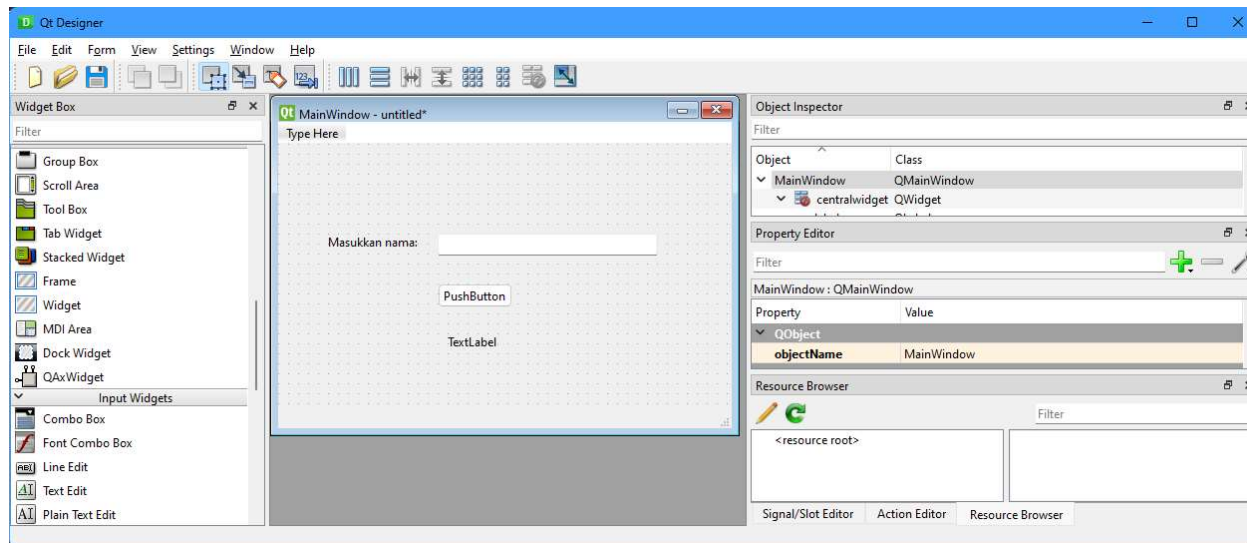 Qt Designer
File Edit Form View Settings Window Help
Widget Box
Filter
Group Box
Scroll Area
Tool Box
Tab Widget
Stacked Widget
Frame
Widget
MDI Area
Dock Widget
QAxWidget
Input Widgets
Combo Box
Font Combo Box
Line Edit
Text Edit
Plain Text Edit
MainWindow - untitled*
Type Here
Masukkan nama:
PushButton
TextLabel
Object Inspector
Filter
Object Class
MainWindow QMainWindow
centralwidget QWidget
Property Editor
Filter
MainWindow : QMainWindow
Property Value
QObject
objectName MainWindow
Resource Browser
Filter
<resource root>
Signal/Slot Editor Action Editor Resource Browser